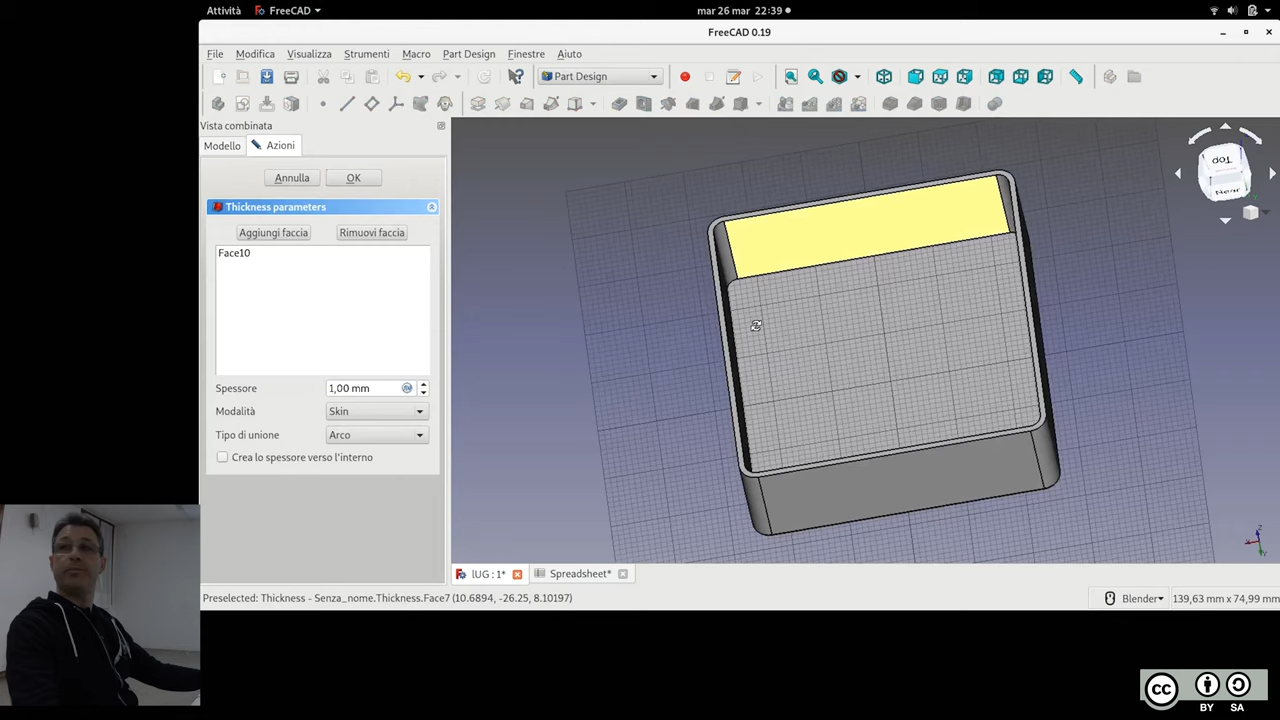 Attività
FreeCAD
mar 26 mar 22:39
FreeCAD 0.19
File Modifica Visualizza Strumenti Macro Part Design Finestre Aiuto
Part Design
Vista combinata
Modello
Azioni
Annulla
OK
Thickness parameters
Aggiungi faccia
Rimuovi faccia
Face10
Spessore
1,00 mm
Modalità
Skin
Tipo di unione
Arco
Crea lo spessore verso l'interno
TOP
lUG : 1*
Spreadsheet*
Preselected: Thickness - Senza_nome.Thickness.Face7 (10.6894, -26.25, 8.10197)
Blender
139,63 mm x 74,99 mm
CC
BY SA